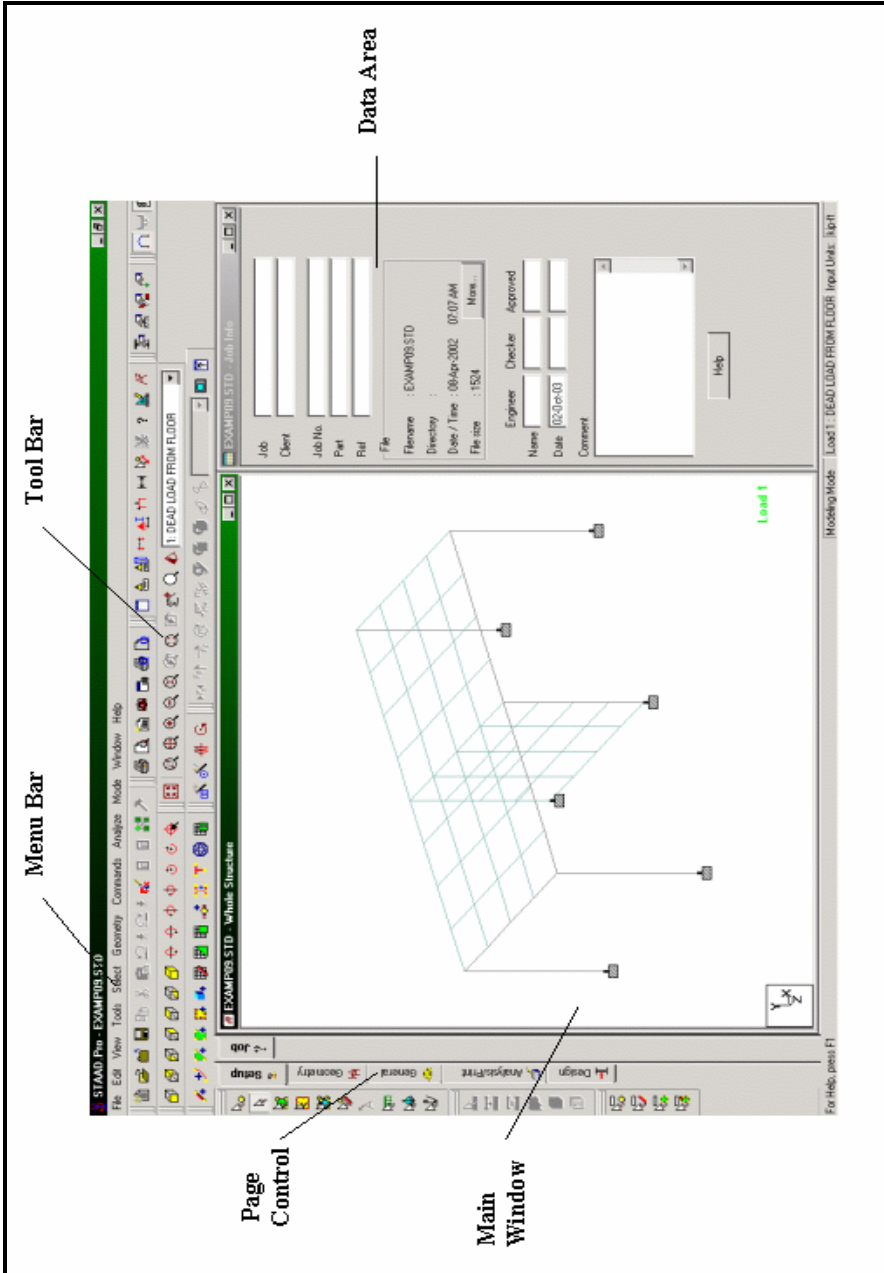 Menu Bar
Tool Bar
Data Area
Page
Control
Main
Window
STAAD.Pro - EXAMP09.STD
File Edit View Tools Select Geometry Commands Analyze Mode Window Help
1: DEAD LOAD FROM FLOOR
Setup
Geometry
General
Analysis/Print
Design
Job
EXAMP09.STD - Whole Structure
Y
X
Z
Load 1
EXAMP09.STD - Job Info
Job
Client
Job No.
Part
Ref
File
Filename : EXAMP09.STD
Directory :
Date / Time : 08-Apr-2002 07:07 AM
File size : 1524
More...
Engineer Checker Approved
Name
Date 02-Oct-03
Comment
Help
For Help, press F1
Modeling Mode
Load 1 : DEAD LOAD FROM FLOOR
Input Units: kip-ft